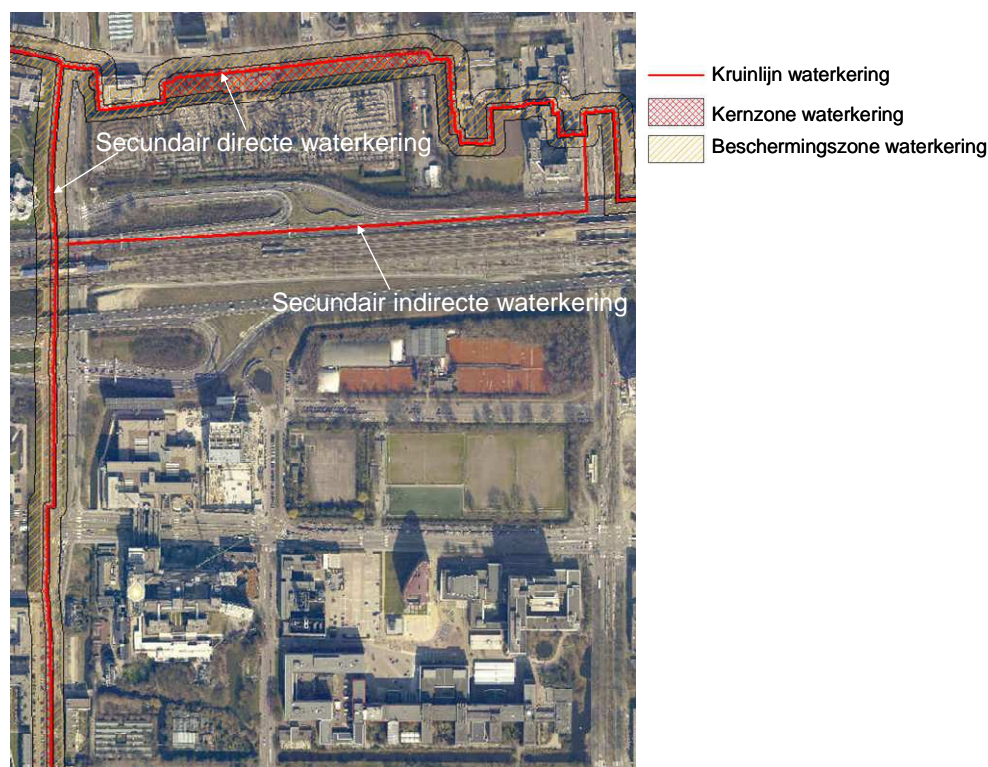 Secundair directe waterkering
Secundair indirecte waterkering
Kruinlijn waterkering
Kernzone waterkering
Beschermingszone waterkering